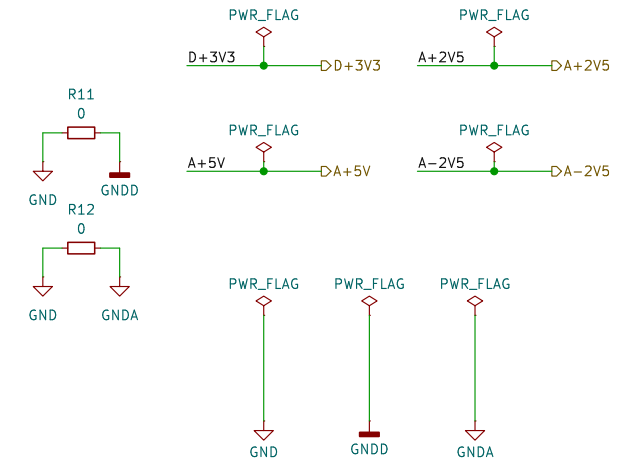 PWR_FLAG
PWR_FLAG
D+3V3
D+3V3
A+2V5
A+2V5
R11
0
GND
GNDD
PWR_FLAG
PWR_FLAG
A+5V
A+5V
A-2V5
A-2V5
R12
0
GND
GNDA
PWR_FLAG
PWR_FLAG
PWR_FLAG
GND
GNDD
GNDA